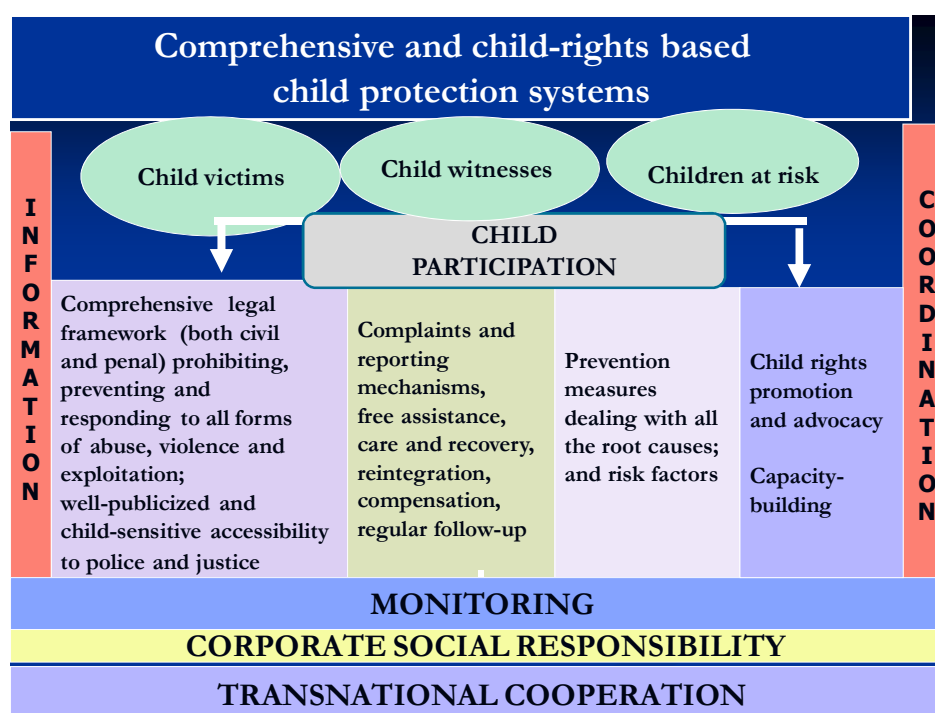 Comprehensive and child-rights based
child protection systems
Child victims
Child witnesses
Children at risk
CHILD
PARTICIPATION
INFORMATION
Comprehensive legal
framework (both civil
and penal) prohibiting,
preventing and
responding to all forms
of abuse, violence and
exploitation;
well-publicized and
child-sensitive accessibility
to police and justice
Complaints and
reporting
mechanisms,
free assistance,
care and recovery,
reintegration,
compensation,
regular follow-up
Prevention
measures
dealing with all
the root causes;
and risk factors
Child rights
promotion
and advocacy
Capacity-
building
COORDINATION
MONITORING
CORPORATE SOCIAL RESPONSIBILITY
TRANSNATIONAL COOPERATION